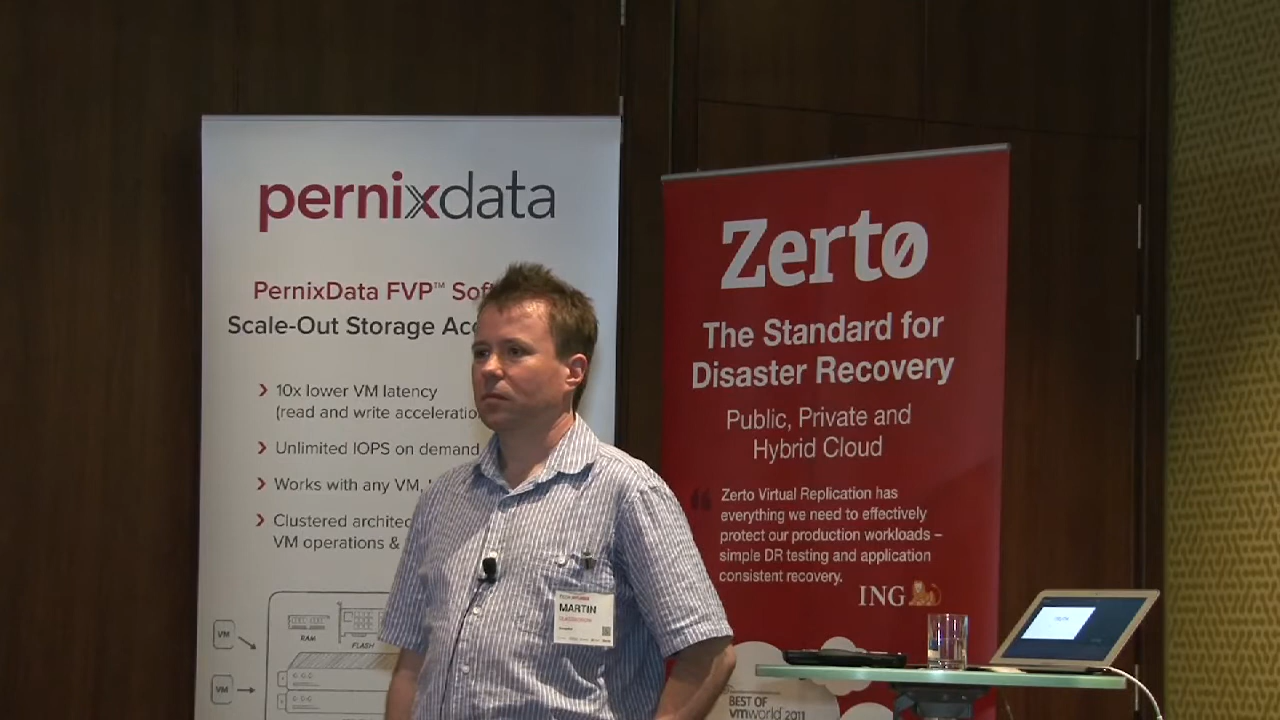 pernixdata
PernixData FVP™ Sof
Scale-Out Storage Acc
10x lower VM latency
(read and write acceleratio
Unlimited IOPS on demand
Works with any VM,
Clustered architec
VM operations &
VM
VM
RAM
FLASH
Zertø
The Standard for
Disaster Recovery
Public, Private and
Hybrid Cloud
Zerto Virtual Replication has
everything we need to effectively
protect our production workloads –
simple DR testing and application
consistent recovery.
ING
BEST OF
vmworld 2011
MARTIN